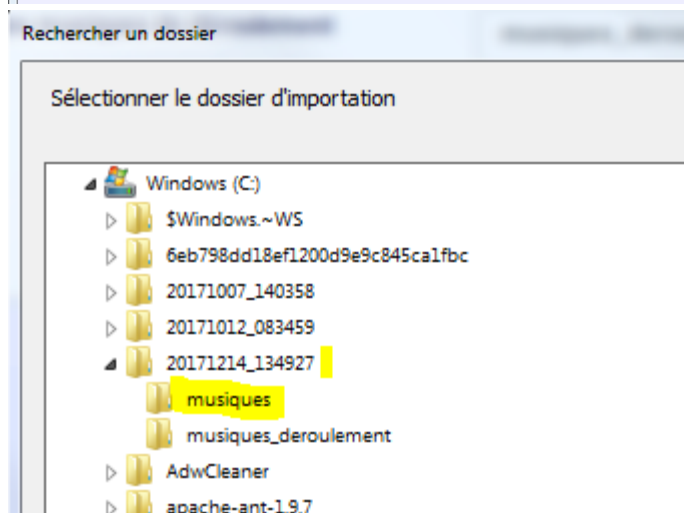 Rechercher un dossier
Sélectionner le dossier d'importation
Windows (C:)
$Windows.~WS
6eb798dd18ef1200d9e9c845ca1fbc
20171007_140358
20171012_083459
20171214_134927
musiques
musiques_deroulement
AdwCleaner
apache-ant-1.9.7